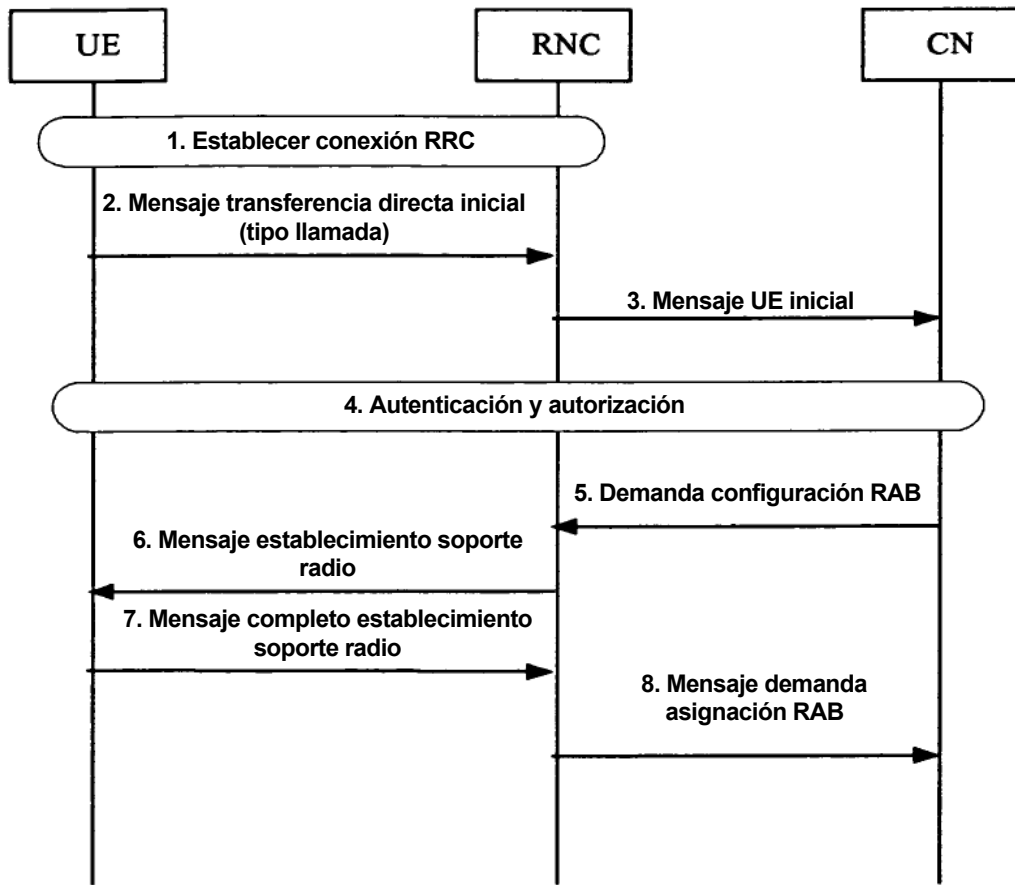 UE
RNC
CN
1. Establecer conexión RRC
2. Mensaje transferencia directa inicial
(tipo llamada)
3. Mensaje UE inicial
4. Autenticación y autorización
5. Demanda configuración RAB
6. Mensaje establecimiento soporte
radio
7. Mensaje completo establecimiento
soporte radio
8. Mensaje demanda
asignación RAB